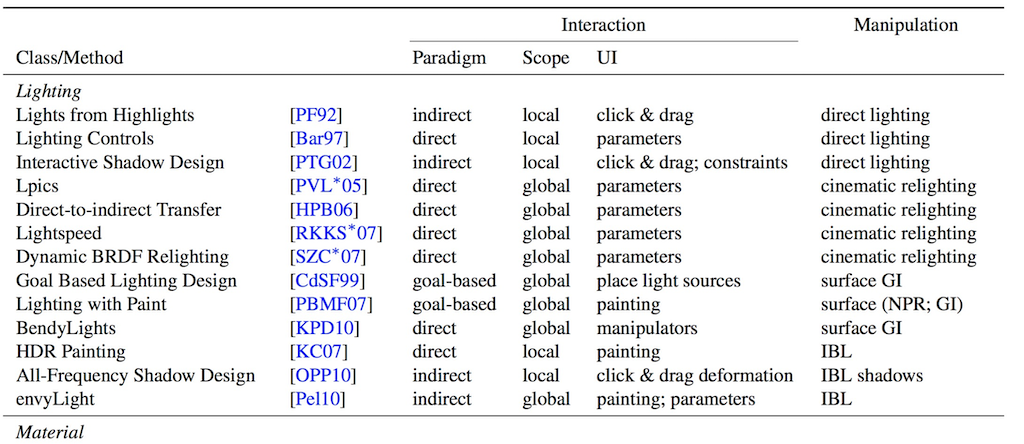 Interaction Manipulation
Class/Method Paradigm Scope UI
Lighting
Lights from Highlights [PF92] indirect local click & drag direct lighting
Lighting Controls [Bar97] direct local parameters direct lighting
Interactive Shadow Design [PTG02] indirect local click & drag; constraints direct lighting
Lpics [PVL*05] direct global parameters cinematic relighting
Direct-to-indirect Transfer [HPB06] direct global parameters cinematic relighting
Lightspeed [RKKS*07] direct global parameters cinematic relighting
Dynamic BRDF Relighting [SZC*07] direct global parameters cinematic relighting
Goal Based Lighting Design [CdSF99] goal-based global place light sources surface GI
Lighting with Paint [PBMF07] goal-based global painting surface (NPR; GI)
BendyLights [KPD10] direct global manipulators surface GI
HDR Painting [KC07] direct local painting IBL
All-Frequency Shadow Design [OPP10] indirect local click & drag deformation IBL shadows
envyLight [Pel10] indirect global painting; parameters IBL
Material